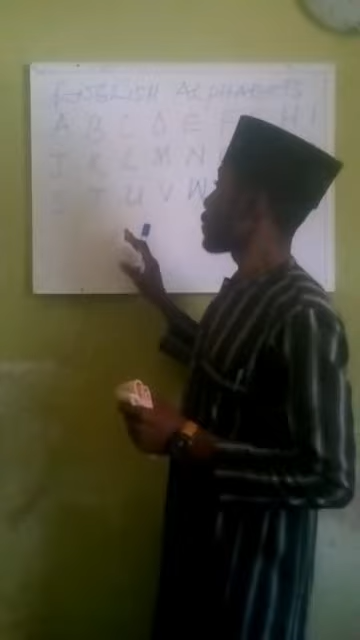 ENGLISH ALPHABETS
A B C D E F H I
J K L M N
S T U V W